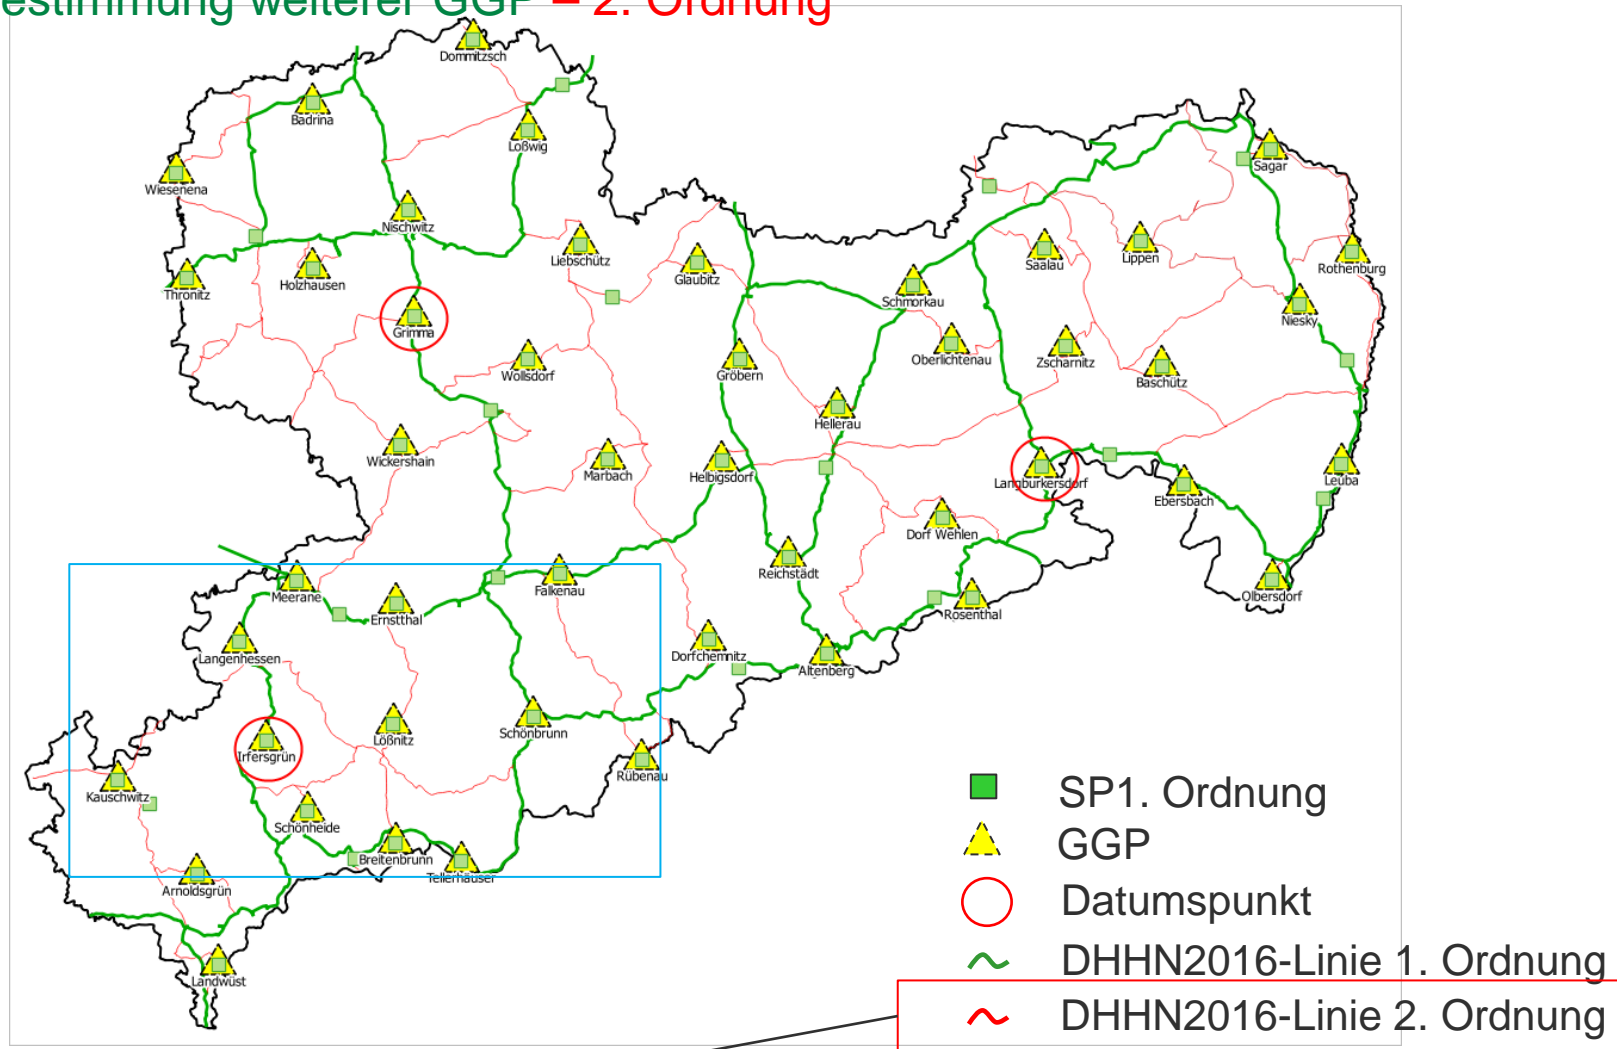 estimmung weiterer GGP – 2. Ordnung
Dommitzsch
Badrina
Loßwig
Sagar
Wiesenena
Nischwitz
Liebschütz
Saalau
Lippen
Rothenburg
Thronitz
Holzhausen
Glaubitz
Schmorkau
Niesky
Grimma
Wollsdorf
Gröbern
Oberlichtenau
Zscharnitz
Baschütz
Hellerau
Wickershain
Marbach
Helbigsdorf
Langburkersdorf
Ebersbach
Leuba
Dorf Wehlen
Reichstädt
Meerane
Ernstthal
Falkenau
Rosenthal
Olbersdorf
Langenhessen
Dorfchemnitz
Altenberg
Irfersgrün
Lößnitz
Schönbrunn
Rübenau
Kauschwitz
Schönheide
Breitenbrunn
Tellerhäuser
Arnoldsgrün
Landwüst
SP1. Ordnung
GGP
Datumspunkt
DHHN2016-Linie 1. Ordnung
DHHN2016-Linie 2. Ordnung